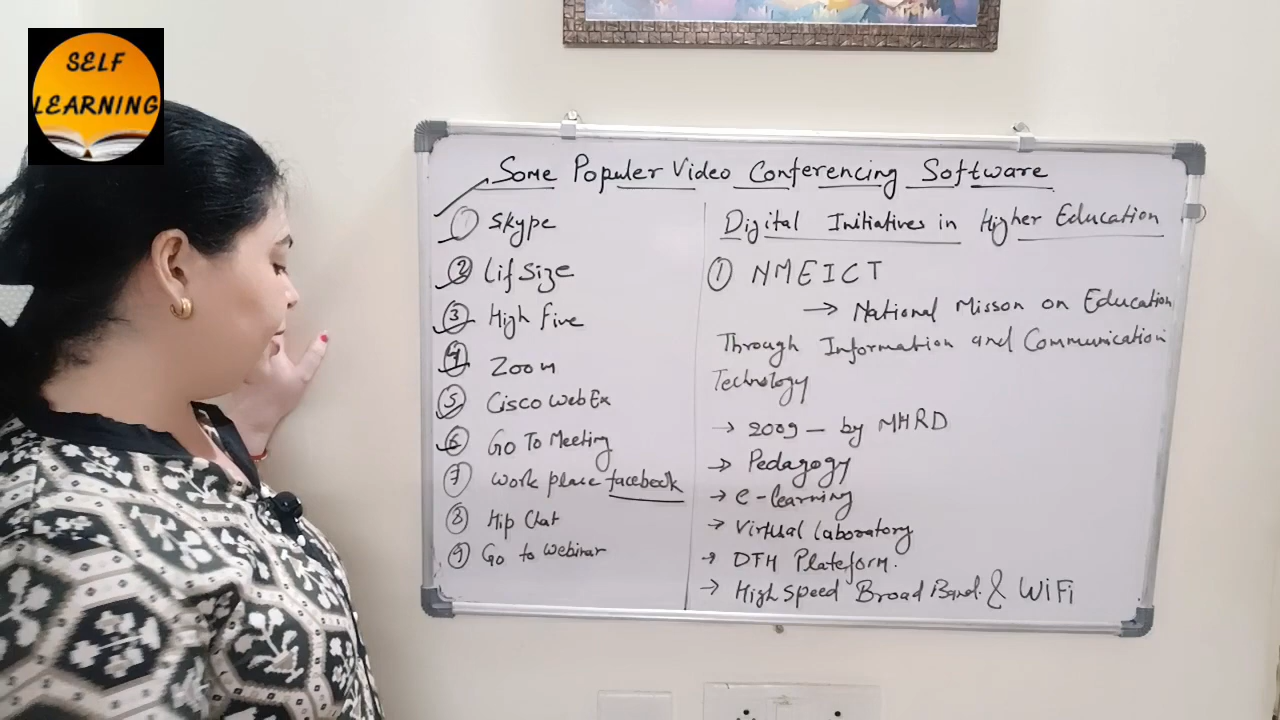 SELF
LEARNING
Some Populer Video Conferencing Software
① Skype
② Lifsize
③ High five
④ Zoom
⑤ Cisco WebEx
⑥ Go To Meeting
⑦ Work place facebook
⑧ Hip Chat
⑨ Go to webinar
Digital Initiatives in Higher Education
① NMEICT
→ National Misson on Education
Through Information and Communication
Technology
→ 2009 - by MHRD
→ Pedagogy
→ e-learning
→ Virtual laboratory
→ DTH Plateform.
→ High Speed Broad Band. & WiFi